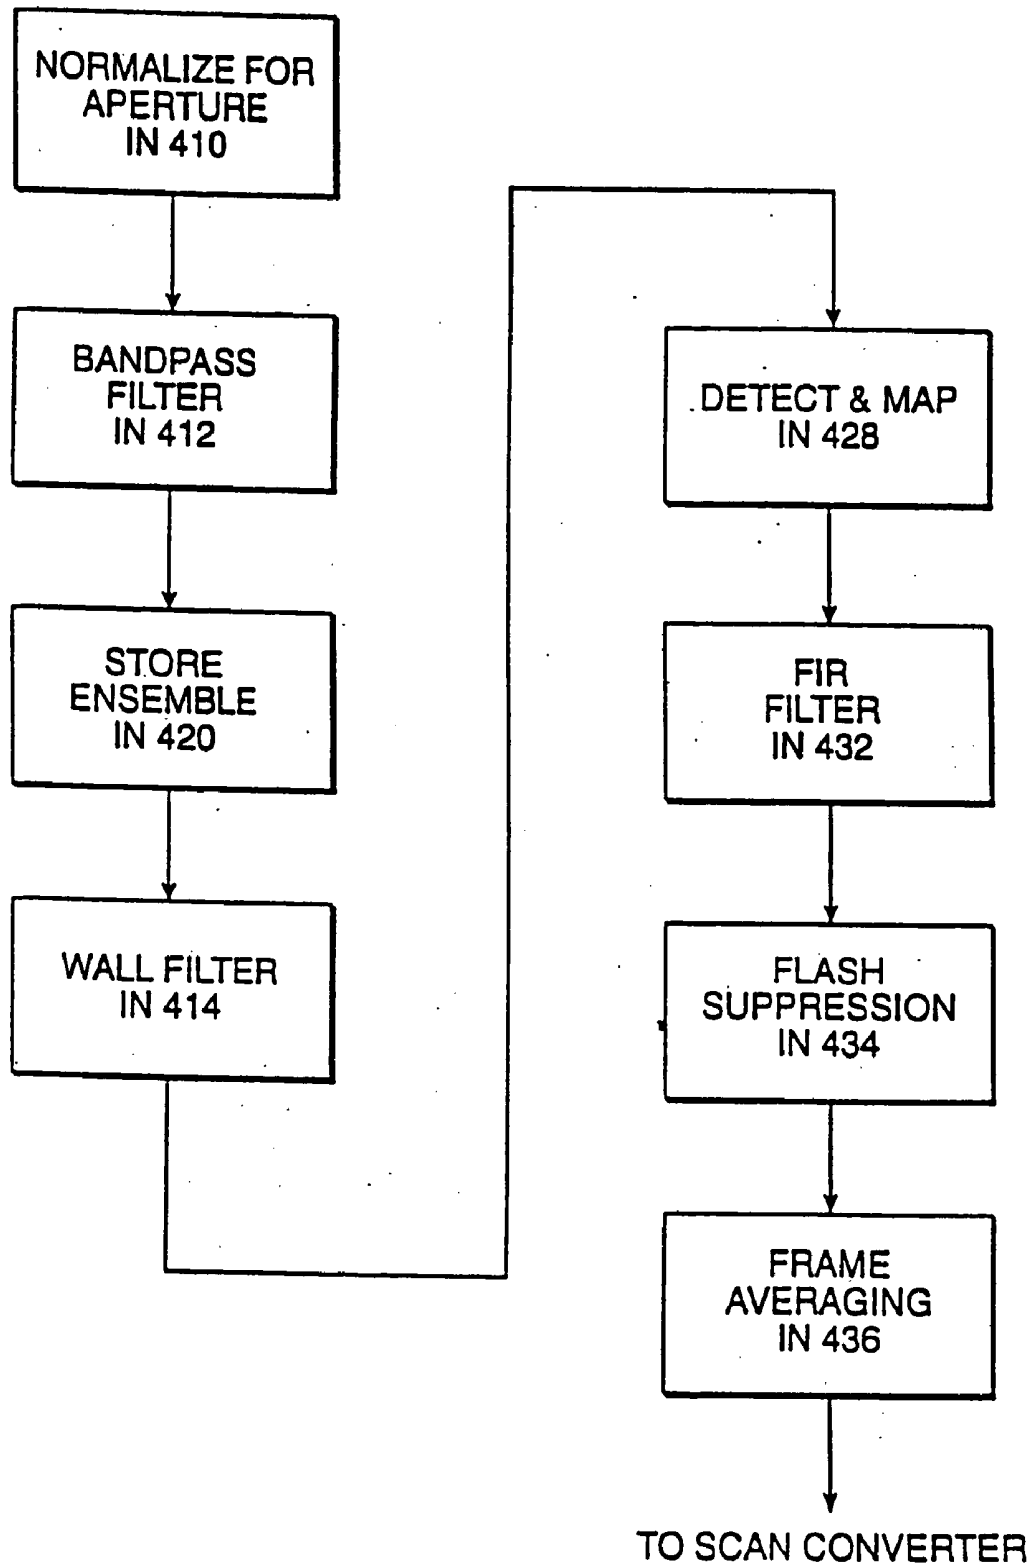 NORMALIZE FOR
APERTURE
IN 410
BANDPASS
FILTER
IN 412
STORE
ENSEMBLE
IN 420
WALL FILTER
IN 414
DETECT & MAP
IN 428
FIR
FILTER
IN 432
FLASH
SUPPRESSION
IN 434
FRAME
AVERAGING
IN 436
TO SCAN CONVERTER